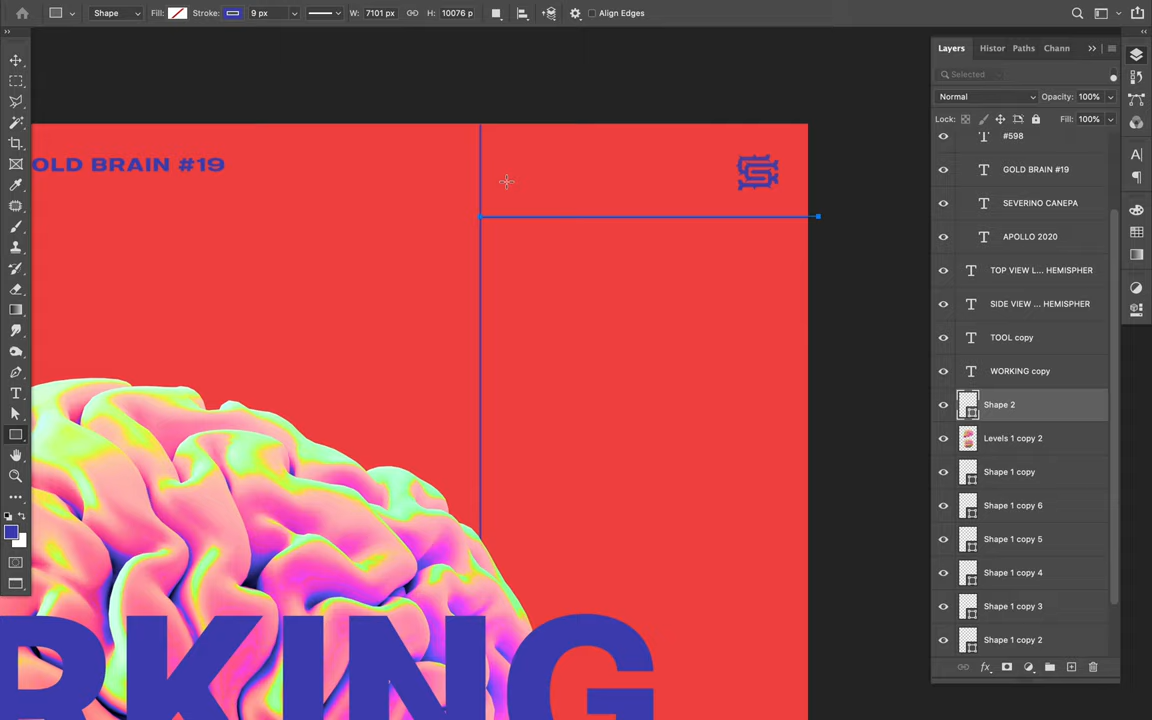 Shape Fill: Stroke: 9 px W: 7101 px H: 10076 p Align Edges
Layers Histor Paths Chann
Selected
Normal Opacity: 100%
Lock: Fill: 100%
#598
GOLD BRAIN #19
SEVERINO CANEPA
APOLLO 2020
TOP VIEW L... HEMISPHER
SIDE VIEW ... HEMISPHER
TOOL copy
WORKING copy
Shape 2
Levels 1 copy 2
Shape 1 copy
Shape 1 copy 6
Shape 1 copy 5
Shape 1 copy 4
Shape 1 copy 3
Shape 1 copy 2
OLD BRAIN #19
RKING